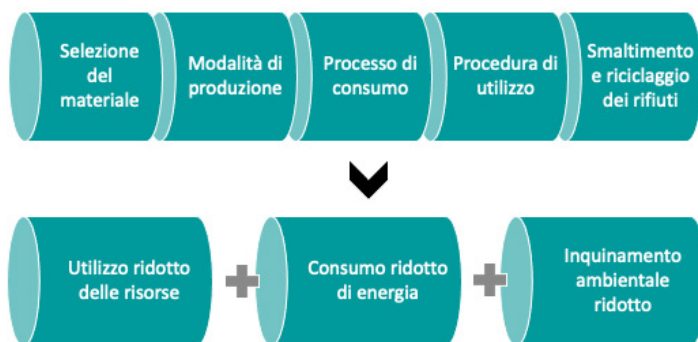 Selezione
del
materiale
Modalità di
produzione
Processo di
consumo
Procedura di
utilizzo
Smaltimento
e riciclaggio
dei rifiuti
Utilizzo ridotto
delle risorse
Consumo ridotto
di energia
Inquinamento
ambientale
ridotto